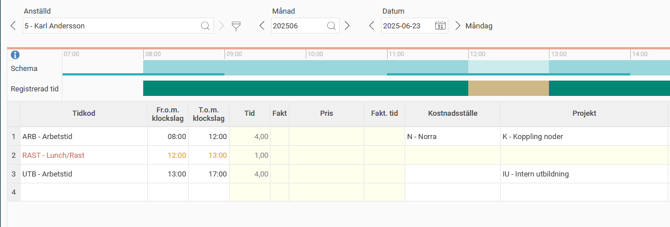 Anställd
Månad
Datum
5 - Karl Andersson
202506
2025-06-23
Måndag
07:00 08:00 09:00 10:00 11:00 12:00 13:00 14:00
Schema
Registrerad tid
Tidkod Fr.o.m. klockslag T.o.m. klockslag Tid Fakt Pris Fakt. tid Kostnadsställe Projekt
1 ARB - Arbetstid 08:00 12:00 4,00 N - Norra K - Koppling noder
2 RAST - Lunch/Rast 12:00 13:00 1,00
3 UTB - Arbetstid 13:00 17:00 4,00 IU - Intern utbildning
4